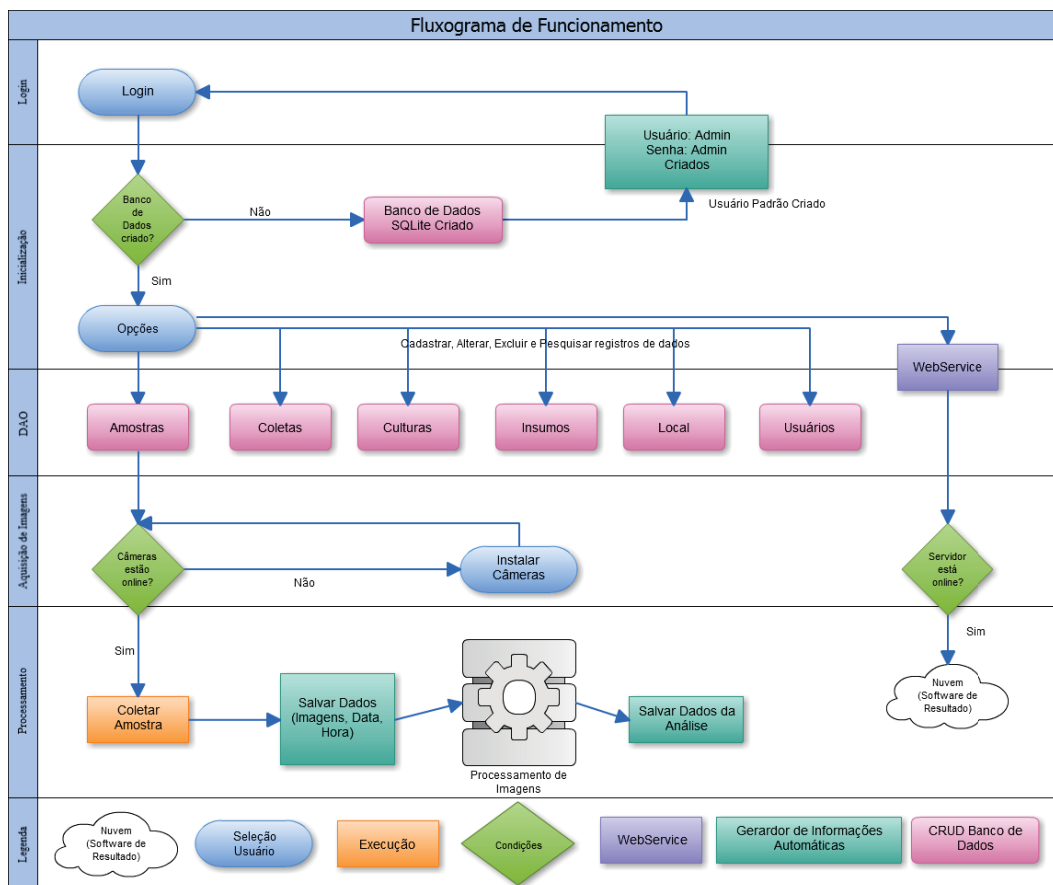 Fluxograma de Funcionamento
Login
Login
Usuário: Admin
Senha: Admin
Criados
Inicialização
Banco
de
Dados
criado?
Não
Banco de Dados
SQLite Criado
Usuário Padrão Criado
Sim
Opções
Cadastrar, Alterar, Excluir e Pesquisar registros de dados
WebService
DAO
Amostras
Coletas
Culturas
Insumos
Local
Usuários
Aquisição de Imagens
Câmeras
estão
online?
Não
Instalar
Câmeras
Servidor
está
online?
Processamento
Sim
Coletar
Amostra
Salvar Dados
(Imagens, Data,
Hora)
Processamento de
Imagens
Salvar Dados da
Análise
Sim
Nuvem
(Software de
Resultado)
Legenda
Nuvem
(Software de
Resultado)
Seleção
Usuário
Execução
Condições
WebService
Gerardor de Informações
Automáticas
CRUD Banco de
Dados